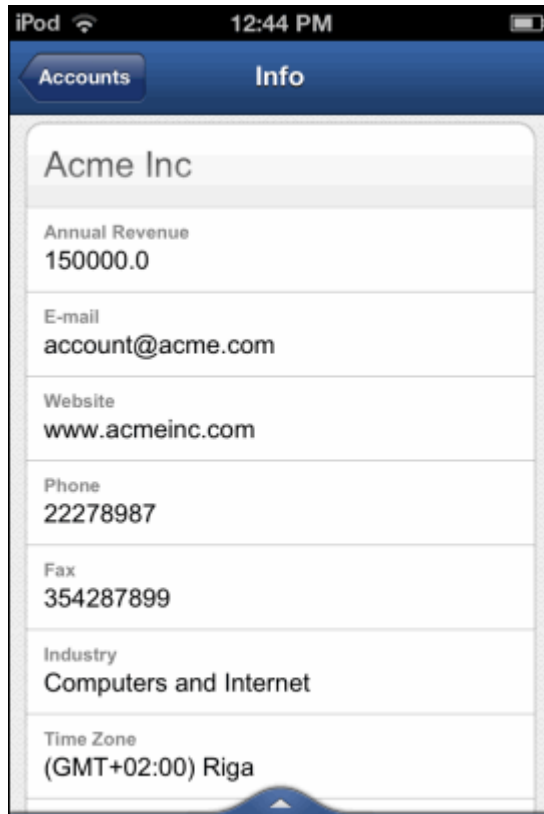 iPod 12:44 PM
Accounts Info
Acme Inc
Annual Revenue
150000.0
E-mail
account@acme.com
Website
www.acmeinc.com
Phone
22278987
Fax
354287899
Industry
Computers and Internet
Time Zone
(GMT+02:00) Riga